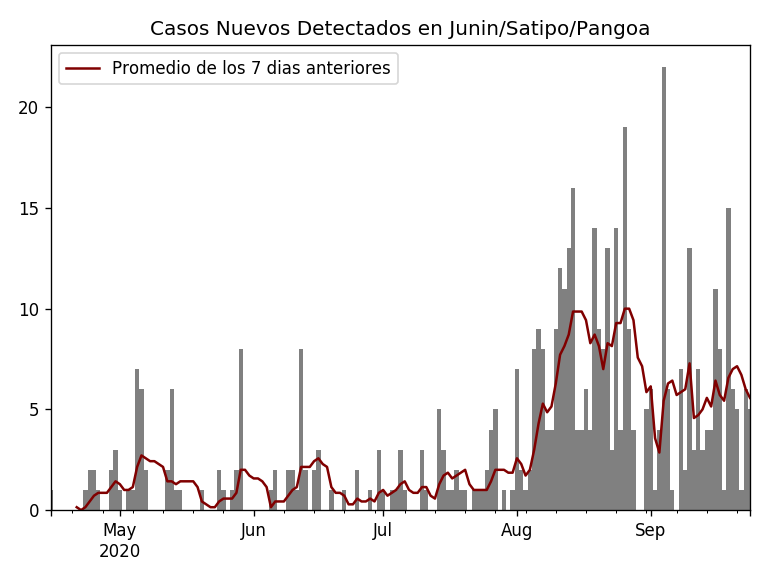 Casos Nuevos Detectados en Junin/Satipo/Pangoa
Promedio de los 7 dias anteriores
20
15
10
5
0
May Jun Jul Aug Sep
2020